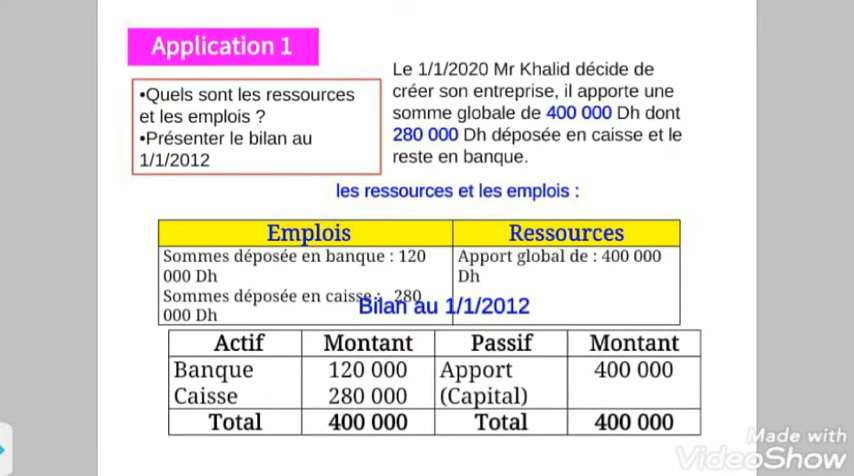 Application 1
•Quels sont les ressources
et les emplois ?
•Présenter le bilan au
1/1/2012
Le 1/1/2020 Mr Khalid décide de
créer son entreprise, il apporte une
somme globale de 400 000 Dh dont
280 000 Dh déposée en caisse et le
reste en banque.
les ressources et les emplois :
Emplois Ressources
Sommes déposée en banque : 120 Apport global de : 400 000
000 Dh Dh
Sommes déposée en caisse : 280
000 Dh
Bilan au 1/1/2012
Actif Montant Passif Montant
Banque 120 000 Apport 400 000
Caisse 280 000 (Capital)
Total 400 000 Total 400 000
Made with
VideoShow